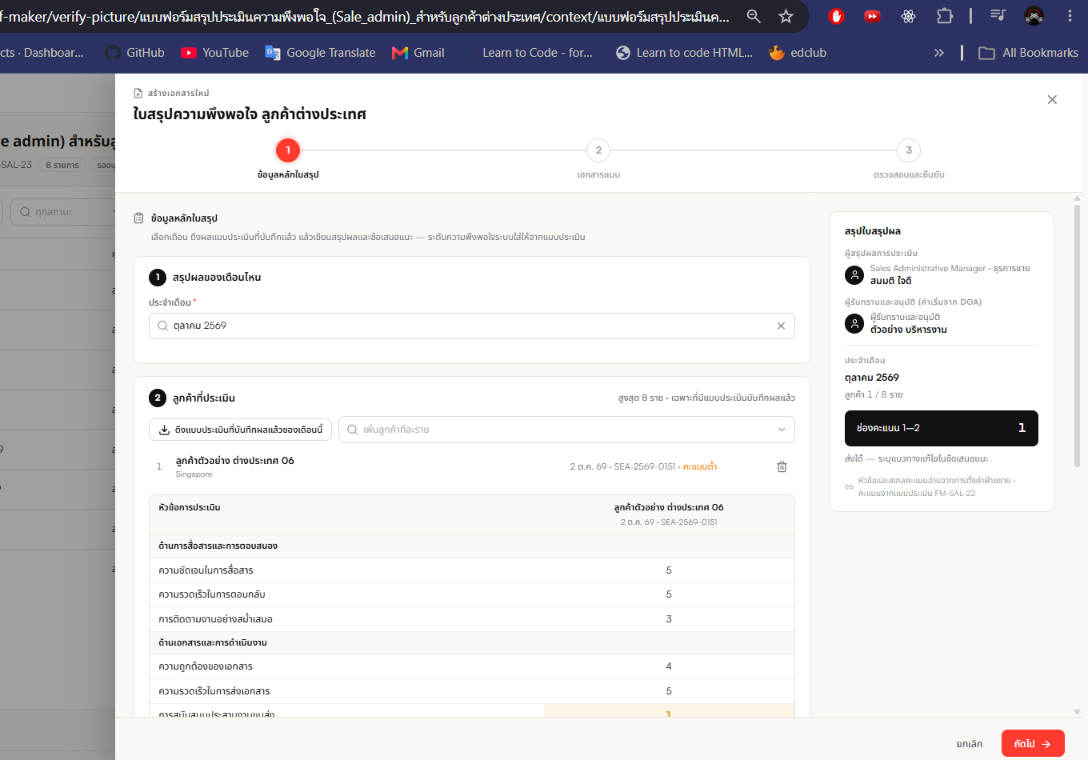 f-maker/verify-picture/แบบฟอร์มสรุปประเมินความพึงพอใจ_(Sale_admin)_สำหรับลูกค้าต่างประเทศ/context/แบบฟอร์มสรุปประเมินค...
cts · Dashboar...
GitHub
YouTube
Google Translate
Gmail
Learn to Code - for...
Learn to code HTML...
edclub
»
All Bookmarks
e admin) สำหรับลู
-SAL-23
8 รายการ
รออนุ
ทุกสถานะ
สร้างเอกสารใหม่
ใบสรุปความพึงพอใจ ลูกค้าต่างประเทศ
1
2
3
ข้อมูลหลักใบสรุป
เอกสารแนบ
ตรวจสอบและยืนยัน
ข้อมูลหลักใบสรุป
เลือกเดือน ดึงผลแบบประเมินที่บันทึกแล้ว แล้วเขียนสรุปผลและข้อเสนอแนะ — ระดับความพึงพอใจระบบใส่ให้จากแบบประเมิน
1 สรุปผลของเดือนไหน
ประจำเดือน *
ตุลาคม 2569
2 ลูกค้าที่ประเมิน
สูงสุด 8 ราย · เฉพาะที่มีแบบประเมินบันทึกผลแล้ว
ดึงแบบประเมินที่บันทึกผลแล้วของเดือนนี้
เพิ่มลูกค้าทีละราย
1 ลูกค้าตัวอย่าง ต่างประเทศ 06
Singapore
2 ต.ค. 69 · SEA-2569-0151 · คะแนนต่ำ
หัวข้อการประเมิน
ลูกค้าตัวอย่าง ต่างประเทศ 06
2 ต.ค. 69 · SEA-2569-0151
ด้านการสื่อสารและการตอบสนอง
ความชัดเจนในการสื่อสาร 5
ความรวดเร็วในการตอบกลับ 5
การติดตามงานอย่างสม่ำเสมอ 3
ด้านเอกสารและการดำเนินงาน
ความถูกต้องของเอกสาร 4
ความรวดเร็วในการส่งเอกสาร 5
การสนับสนุนประสานงานขนส่ง 1
สรุปใบสรุปผล
ผู้สรุปผลการประเมิน
Sales Administrative Manager · ธุรการขาย
สมมติ ใจดี
ผู้รับทราบและอนุมัติ (ค่าเริ่มจาก DOA)
ผู้รับทราบและอนุมัติ
ตัวอย่าง บริหารงาน
ประจำเดือน
ตุลาคม 2569
ลูกค้า 1 / 8 ราย
ช่องคะแนน 1–2 1
ส่งได้ — ระบุแนวทางแก้ไขในข้อเสนอแนะ
หัวข้อและสเกลคะแนนอ่านจากการตั้งค่าฝ่ายขาย ·
คะแนนจากแบบประเมิน FM-SAL-22
ยกเลิก
ถัดไป →